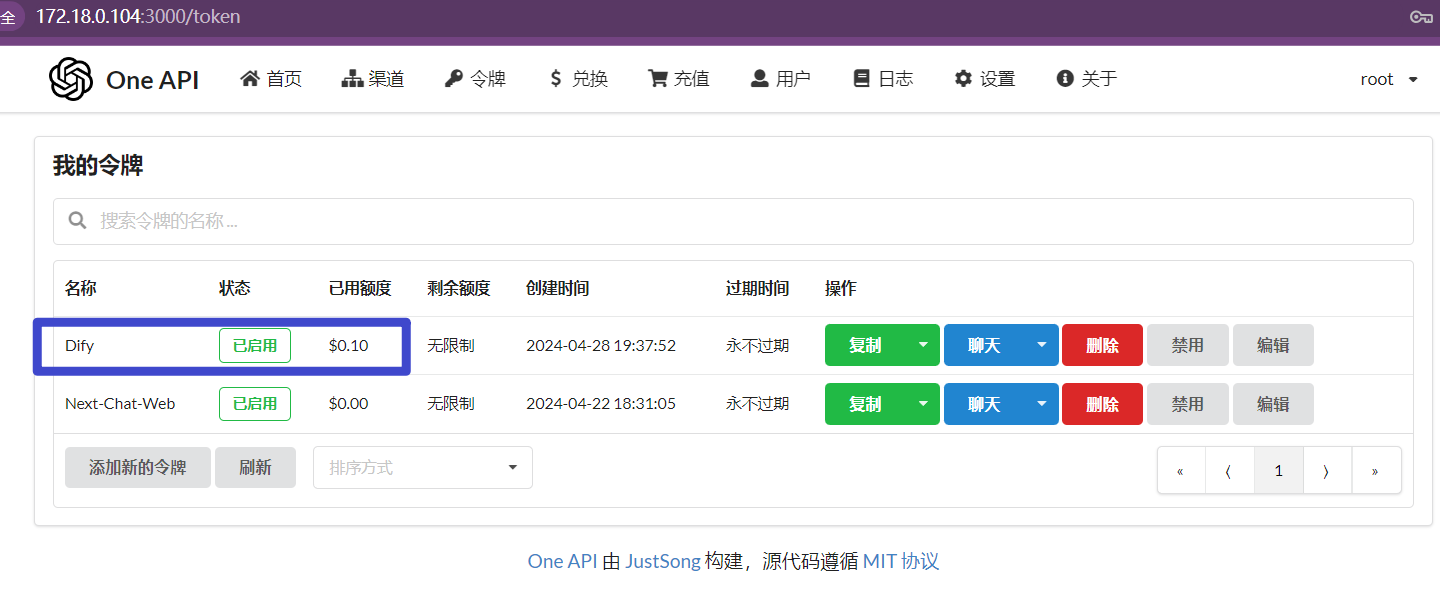 全 172.18.0.104:3000/token
One API 首页 渠道 令牌 兑换 充值 用户 日志 设置 关于 root
我的令牌
搜索令牌的名称 ...
名称 状态 已用额度 剩余额度 创建时间 过期时间 操作
Dify 已启用 $0.10 无限制 2024-04-28 19:37:52 永不过期 复制 聊天 删除 禁用 编辑
Next-Chat-Web 已启用 $0.00 无限制 2024-04-22 18:31:05 永不过期 复制 聊天 删除 禁用 编辑
添加新的令牌 刷新 排序方式 « ⟨ 1 ⟩ »
One API 由 JustSong 构建，源代码遵循 MIT 协议